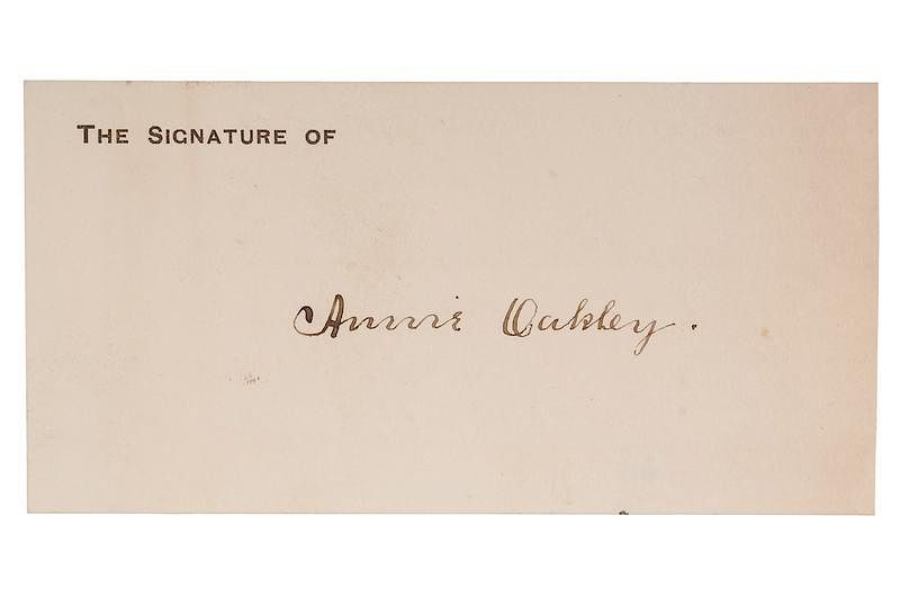 THE SIGNATURE OF
Annie Oakley.